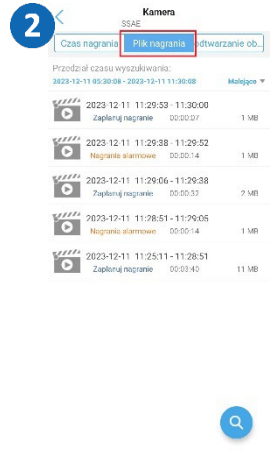 2
Kamera
SSAE
Czas nagrania Plik nagrania odtwarzanie ob...
Przedział czasu wyszukiwania:
2023-12-11 05:30:08 - 2023-12-11 11:30:08 Malejąco
2023-12-11 11:29:53 - 11:30:00
Zaplanuj nagranie 00:00:07 1 MB
2023-12-11 11:29:38 - 11:29:52
Nagrania alarmowe 00:00:14 1 MB
2023-12-11 11:29:06 - 11:29:38
Zaplanuj nagranie 00:00:32 2 MB
2023-12-11 11:28:51 - 11:29:05
Nagrania alarmowe 00:00:14 1 MB
2023-12-11 11:25:11 - 11:28:51
Zaplanuj nagranie 00:03:40 11 MB